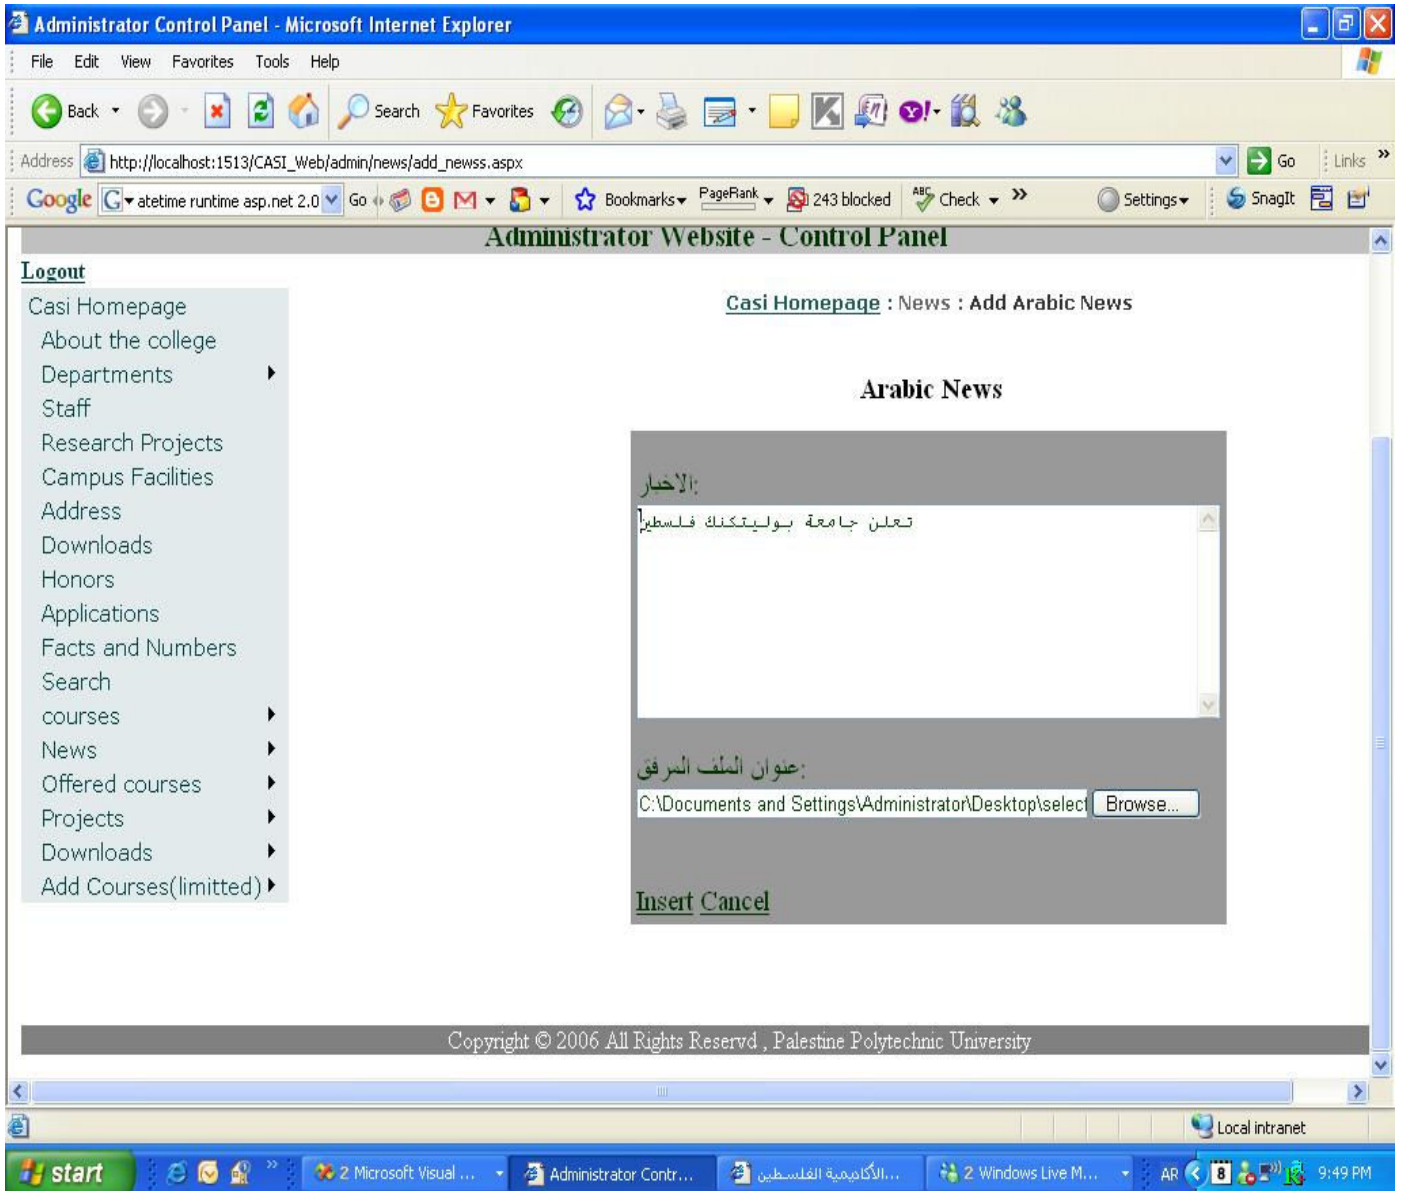 Administrator Control Panel - Microsoft Internet Explorer
File Edit View Favorites Tools Help
Back Search Favorites
Address http://localhost:1513/CASI_Web/admin/news/add_newss.aspx Go Links »
Google G atetime runtime asp.net 2.0 Go Bookmarks PageRank 243 blocked ABC Check » Settings SnagIt
Administrator Website - Control Panel
Logout
Casi Homepage
About the college
Departments
Staff
Research Projects
Campus Facilities
Address
Downloads
Honors
Applications
Facts and Numbers
Search
courses
News
Offered courses
Projects
Downloads
Add Courses(limitted)
Casi Homepage : News : Add Arabic News
Arabic News
الاخبار:
تعلن جامعة بوليتكنك فلسطين
عنوان الملف المرفق:
C:\Documents and Settings\Administrator\Desktop\select Browse...
Insert Cancel
Copyright © 2006 All Rights Reservd , Palestine Polytechnic University
Local intranet
start » 2 Microsoft Visual ... Administrator Contr... الأكاديمية الفلسطين... 2 Windows Live M... AR 8 9:49 PM